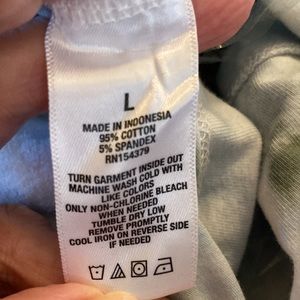 L
MADE IN INDONESIA
95% COTTON
5% SPANDEX
RN154379
TURN GARMENT INSIDE OUT
MACHINE WASH COLD WITH
LIKE COLORS
ONLY NON-CHLORINE BLEACH
WHEN NEEDED
TUMBLE DRY LOW
REMOVE PROMPTLY
COOL IRON ON REVERSE SIDE
IF NEEDED